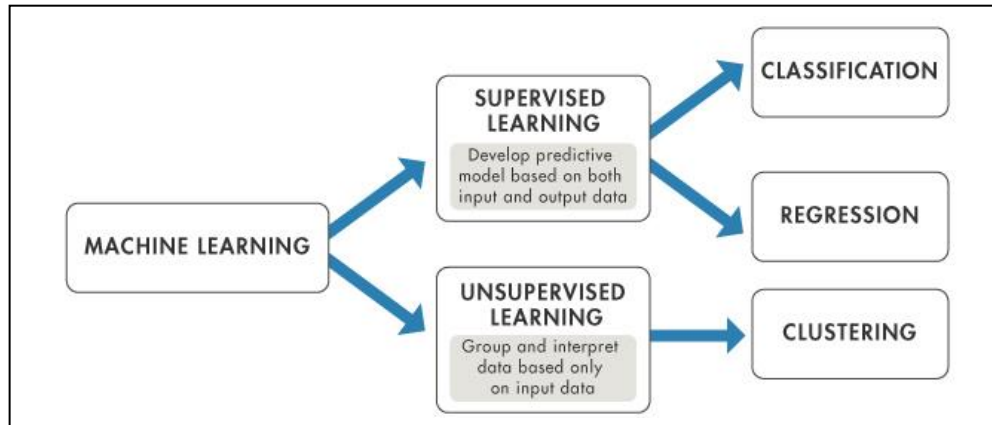 MACHINE LEARNING
SUPERVISED
LEARNING
Develop predictive
model based on both
input and output data
UNSUPERVISED
LEARNING
Group and interpret
data based only
on input data
CLASSIFICATION
REGRESSION
CLUSTERING